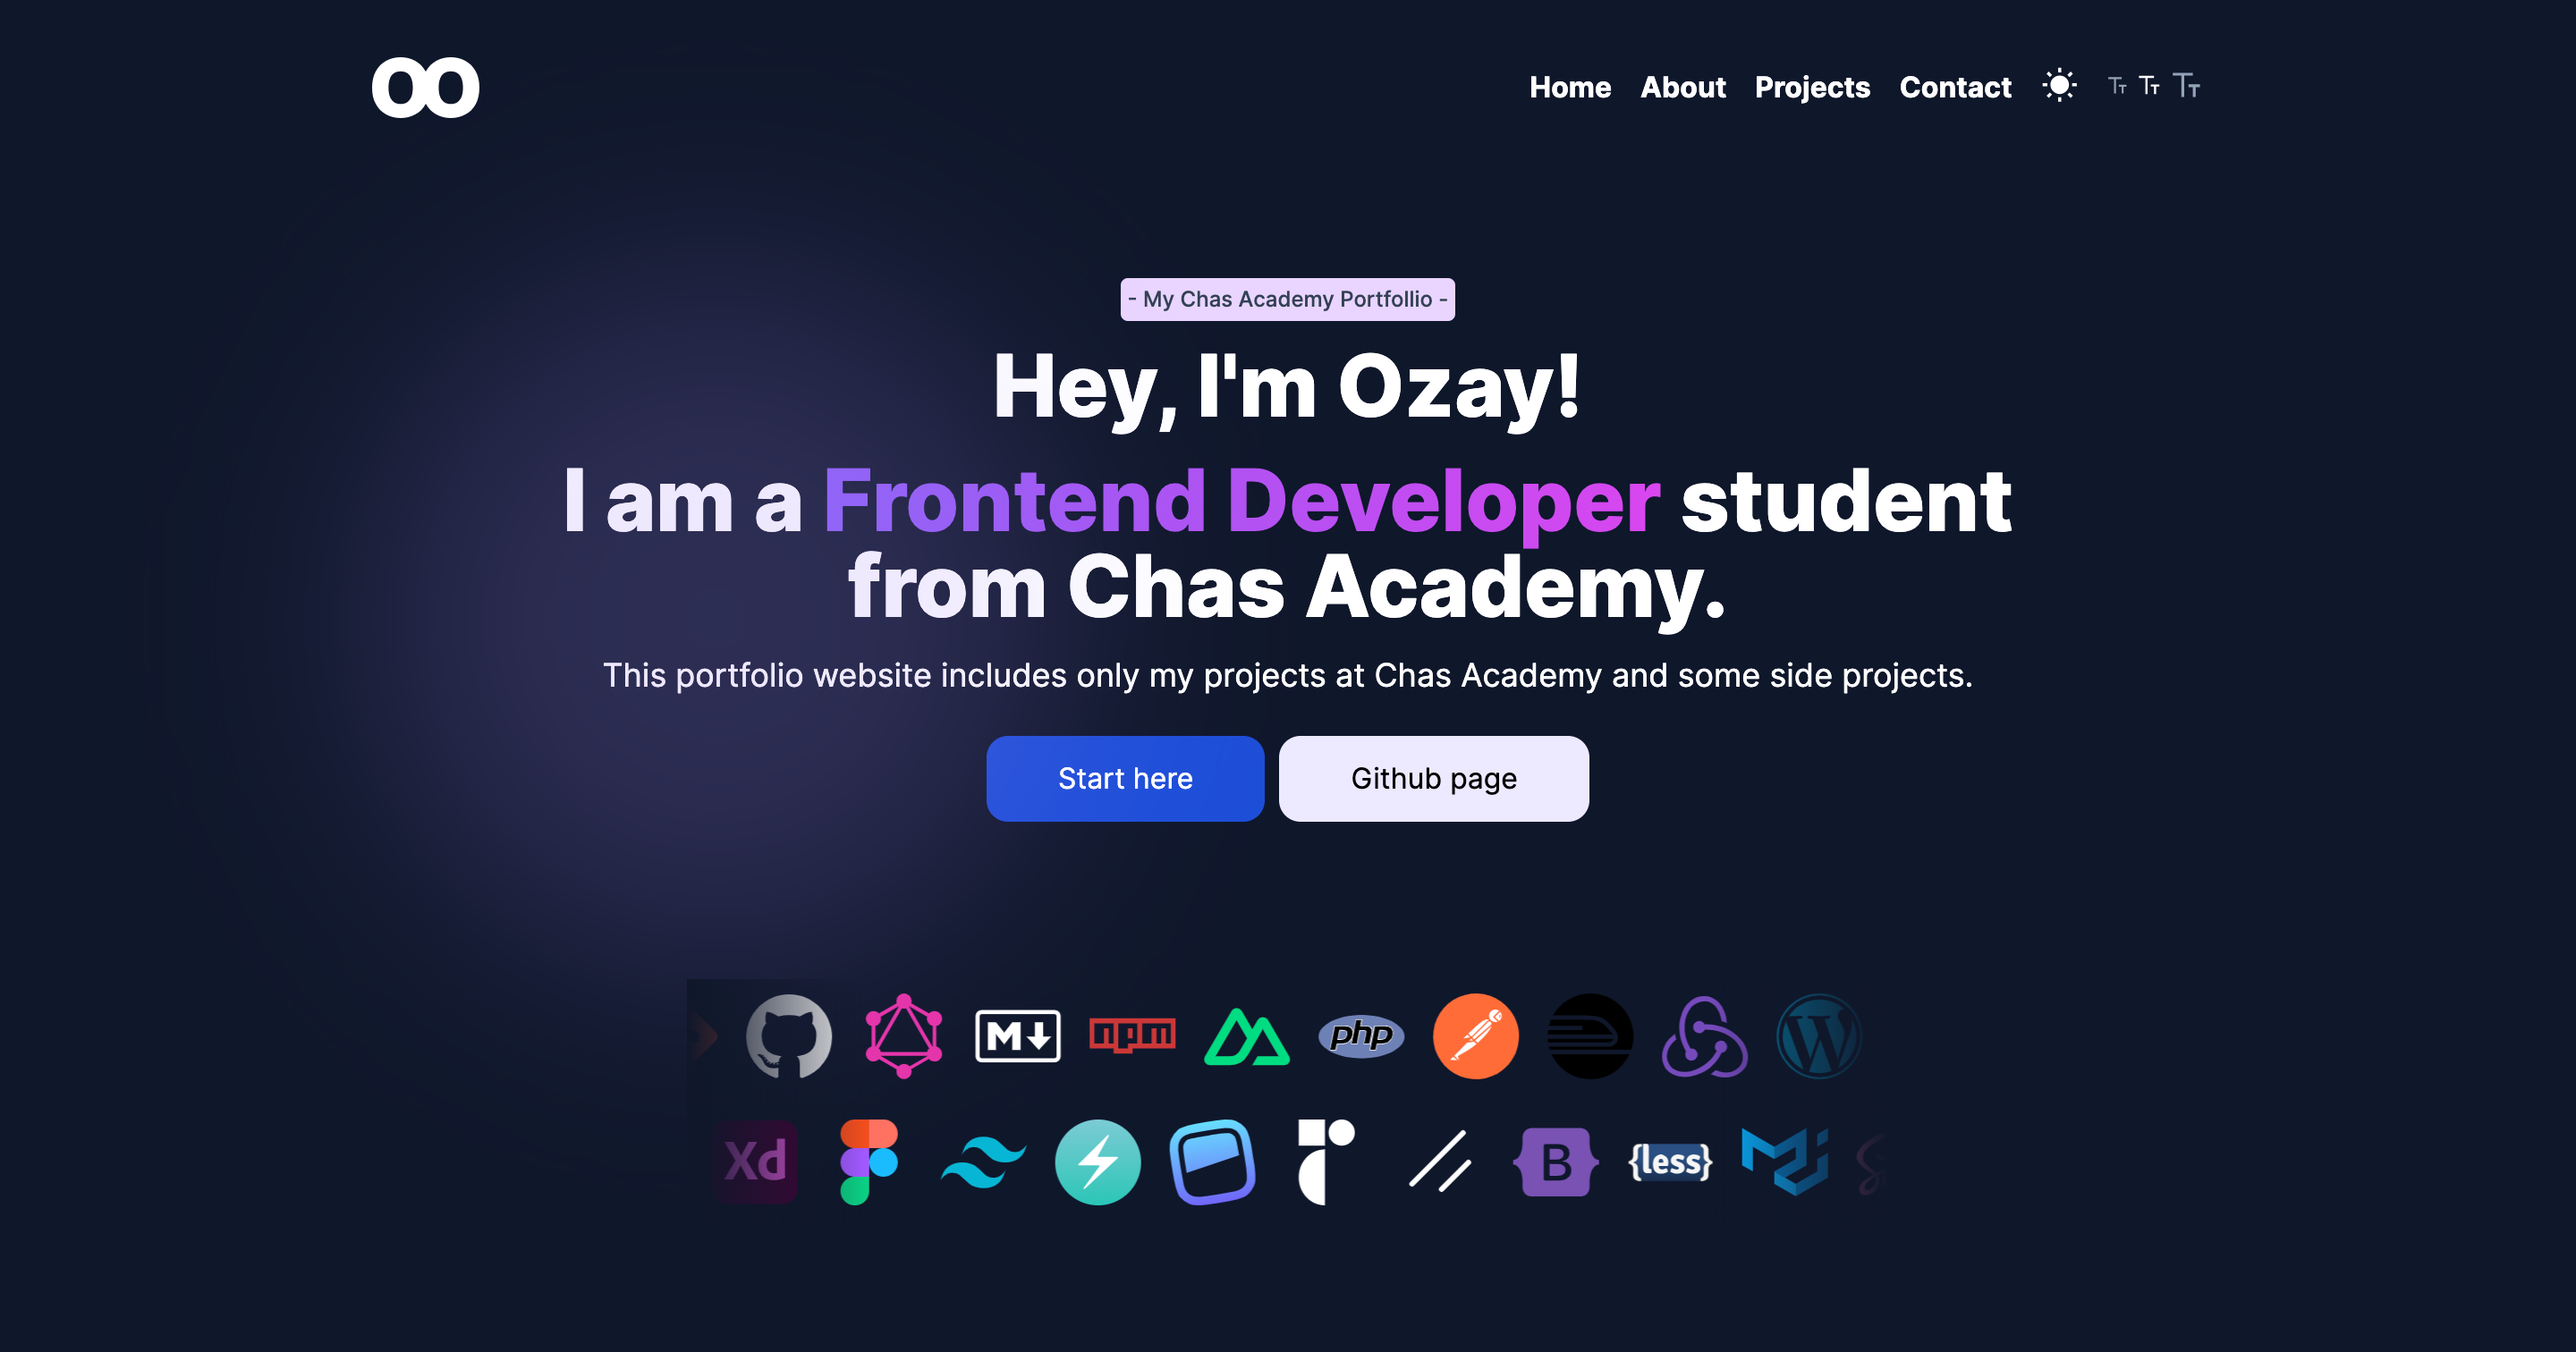 OO
Home About Projects Contact Tт Tт Tт
- My Chas Academy Portfollio -
Hey, I'm Ozay!
I am a Frontend Developer student
from Chas Academy.
This portfolio website includes only my projects at Chas Academy and some side projects.
Start here Github page
M npm php W
Xd B {less}